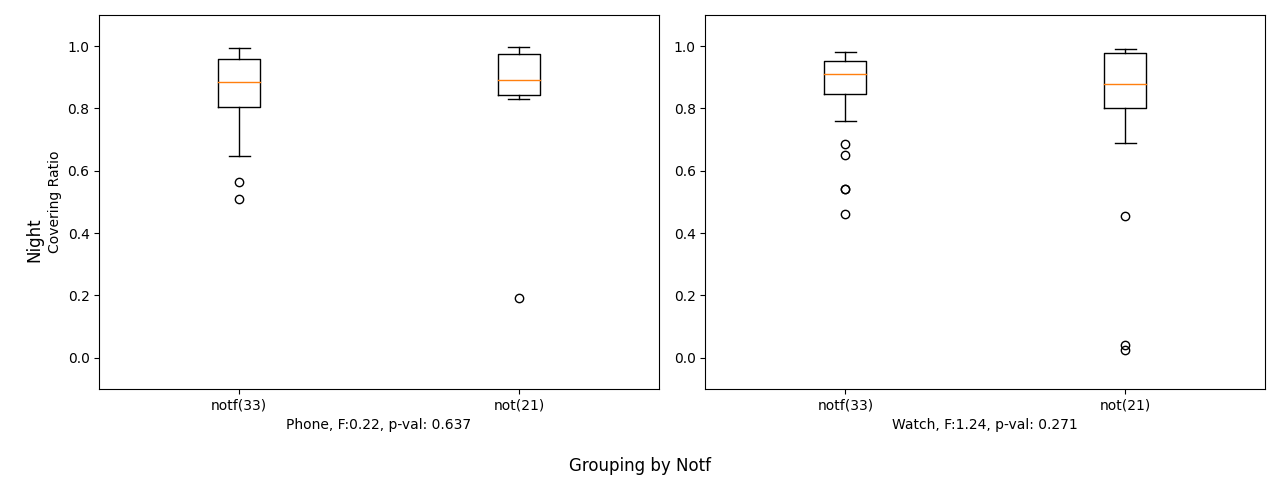 Night
Covering Ratio
1.0
0.8
0.6
0.4
0.2
0.0
notf(33) not(21)
Phone, F:0.22, p-val: 0.637
1.0
0.8
0.6
0.4
0.2
0.0
notf(33) not(21)
Watch, F:1.24, p-val: 0.271
Grouping by Notf